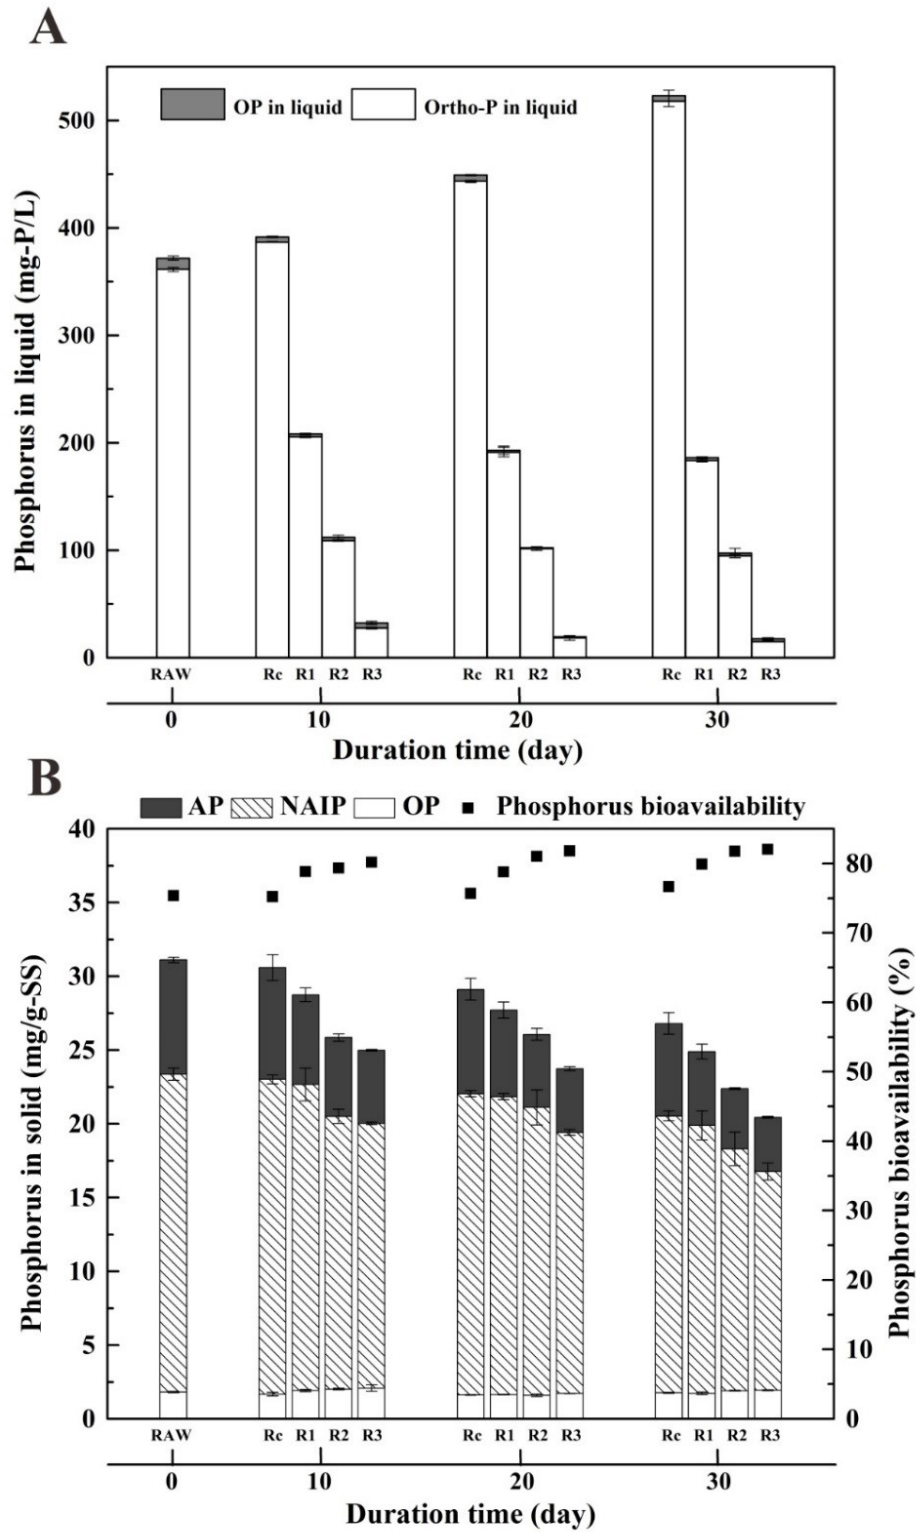 A
OP in liquid Ortho-P in liquid
Phosphorus in liquid (mg-P/L)
500
400
300
200
100
0
RAW Rc R1 R2 R3 Rc R1 R2 R3 Rc R1 R2 R3
0 10 20 30
Duration time (day)
B
AP NAIP OP Phosphorus bioavailability
Phosphorus in solid (mg/g-SS)
40
35
30
25
20
15
10
5
0
80
70
60
50
40
30
20
10
0
Phosphorus bioavailability (%)
RAW Rc R1 R2 R3 Rc R1 R2 R3 Rc R1 R2 R3
0 10 20 30
Duration time (day)